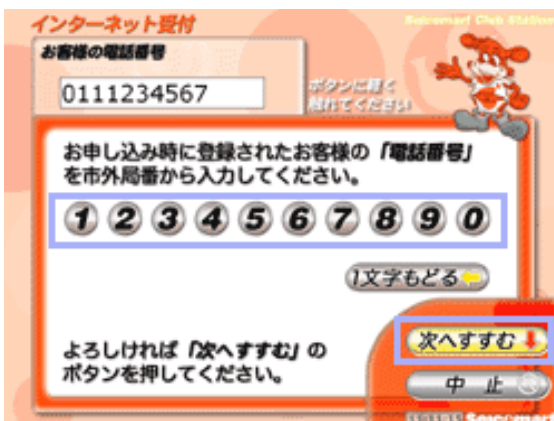 インターネット受付
Seicomart Club Station
お客様の電話番号
0111234567
ボタンに軽く
触れてください
お申し込み時に登録されたお客様の「電話番号」
を市外局番から入力してください。
1 2 3 4 5 6 7 8 9 0
1文字もどる
次へすすむ
よろしければ「次へすすむ」の
ボタンを押してください。
中止
Seicomart